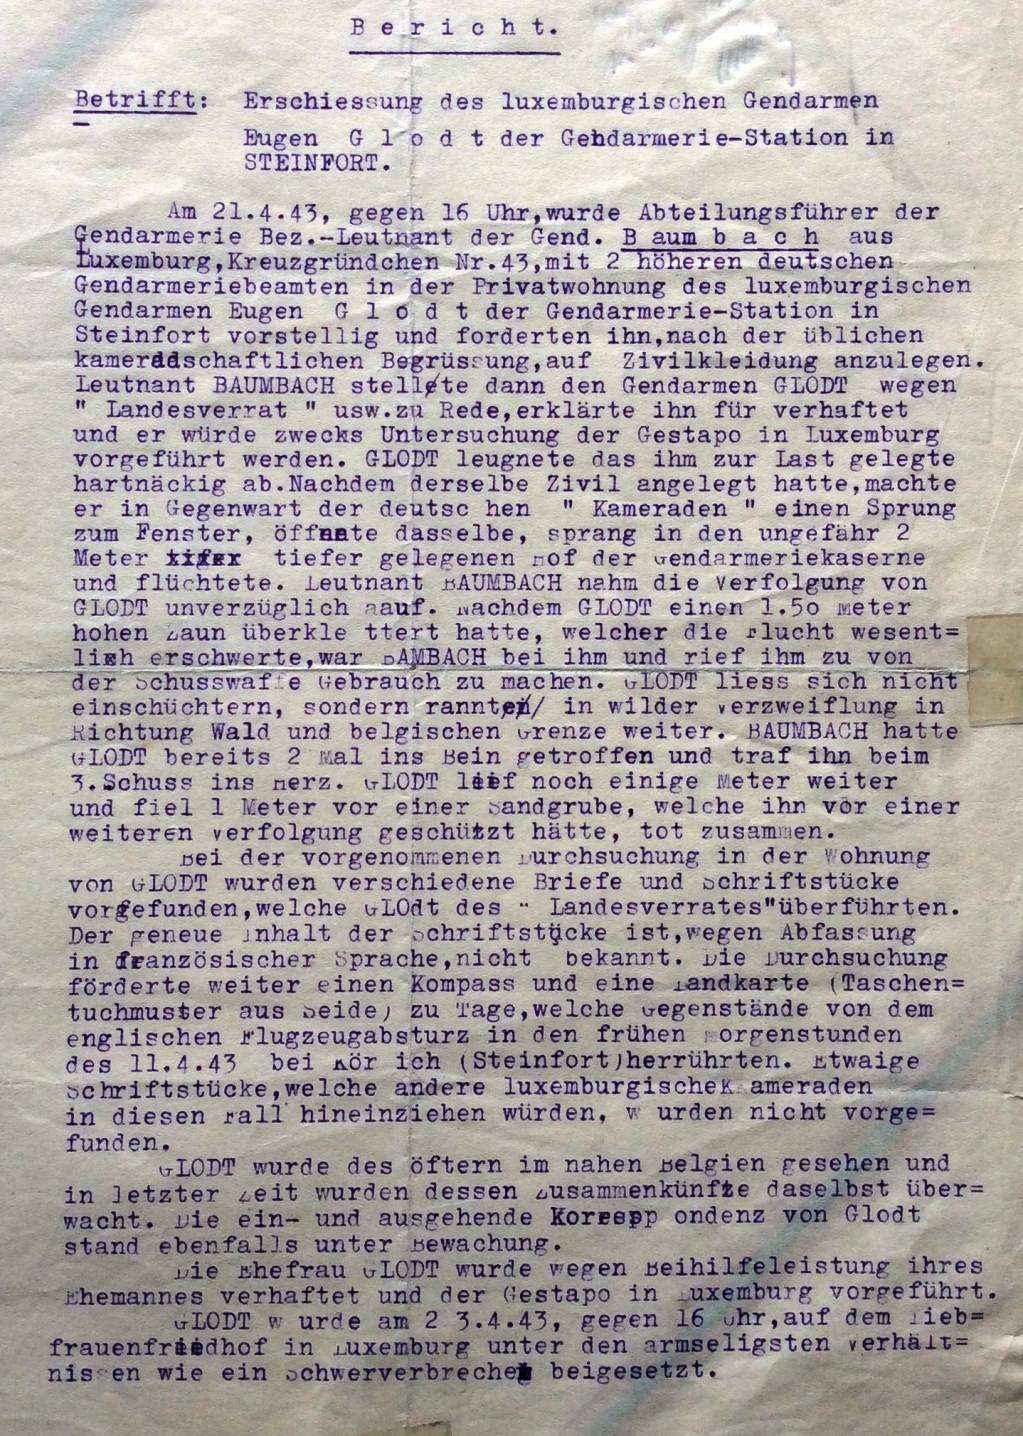 B e r i c h t.
Betrifft: Erschiessung des luxemburgischen Gendarmen
Eugen G l o d t der Gendarmerie-Station in
STEINFORT.
Am 21.4.43, gegen 16 Uhr,wurde Abteilungsführer der
Gendarmerie Bez.-Leutnant der Gend. B aum b a c h aus
Luxemburg,Kreuzgründchen Nr.43,mit 2 höheren deutschen
Gendarmeriebeamten in der Privatwohnung des luxemburgischen
Gendarmen Eugen G l o d t der Gendarmerie-Station in
Steinfort vorstellig und forderten ihn,nach der üblichen
kameradschaftlichen Begrüssung,auf Zivilkleidung anzulegen.
Leutnant BAUMBACH stellte dann den Gendarmen GLODT wegen
" Landesverrat " usw.zu Rede,erklärte ihn für verhaftet
und er würde zwecks Untersuchung der Gestapo in Luxemburg
vorgeführt werden. GLODT leugnete das ihm zur Last gelegte
hartnäckig ab.Nachdem derselbe Zivil angelegt hatte,machte
er in Gegenwart der deutsc hen " Kameraden " einen Sprung
zum Fenster, öffnete dasselbe, sprang in den ungefähr 2
Meter tiefer gelegenen Hof der Gendarmeriekaserne
und flüchtete. Leutnant BAUMBACH nahm die Verfolgung von
GLODT unverzüglich aauf. Nachdem GLODT einen 1.5o Meter
hohen Zaun überkle ttert hatte, welcher die Flucht wesent=
lich erschwerte,war BAMBACH bei ihm und rief ihm zu von
der Schusswaffe Gebrauch zu machen. GLODT liess sich nicht
einschüchtern, sondern rannte in wilder Verzweiflung in
Richtung Wald und belgischen Grenze weiter. BAUMBACH hatte
GLODT bereits 2 Mal ins Bein getroffen und traf ihn beim
3.Schuss ins Herz. GLODT lief noch einige Meter weiter
und fiel 1 Meter vor einer Sandgrube, welche ihn vor einer
weiteren Verfolgung geschützt hätte, tot zusammen.
Bei der vorgenommenen Durchsuchung in der Wohnung
von GLODT wurden verschiedene Briefe und Schriftstücke
vorgefunden,welche GLOdt des " Landesverrates"überführten.
Der geneue Inhalt der Schriftstücke ist,wegen Abfassung
in französischer Sprache,nicht bekannt. Die Durchsuchung
förderte weiter einen Kompass und eine Landkarte (Taschen=
tuchmuster aus Seide) zu Tage,welche Gegenstände von dem
englischen Flugzeugabsturz in den frühen Morgenstunden
des 11.4.43 bei Kör ich (Steinfort)herrührten. Etwaige
Schriftstücke,welche andere luxemburgischeK ameraden
in diesen Fall hineinziehen würden, w urden nicht vorge=
funden.
GLODT wurde des öftern im nahen Belgien gesehen und
in letzter Zeit wurden dessen Zusammenkünfte daselbst über=
wacht. Die ein- und ausgehende Korresp ondenz von Glodt
stand ebenfalls unter Bewachung.
Die Ehefrau GLODT wurde wegen Beihilfeleistung ihres
Ehemannes verhaftet und der Gestapo in Luxemburg vorgeführt.
GLODT w urde am 2 3.4.43, gegen 16 Uhr,auf dem Lieb=
frauenfriedhof in Luxemburg unter den armseligsten Verhält=
nissen wie ein Schwerverbrecher beigesetzt.